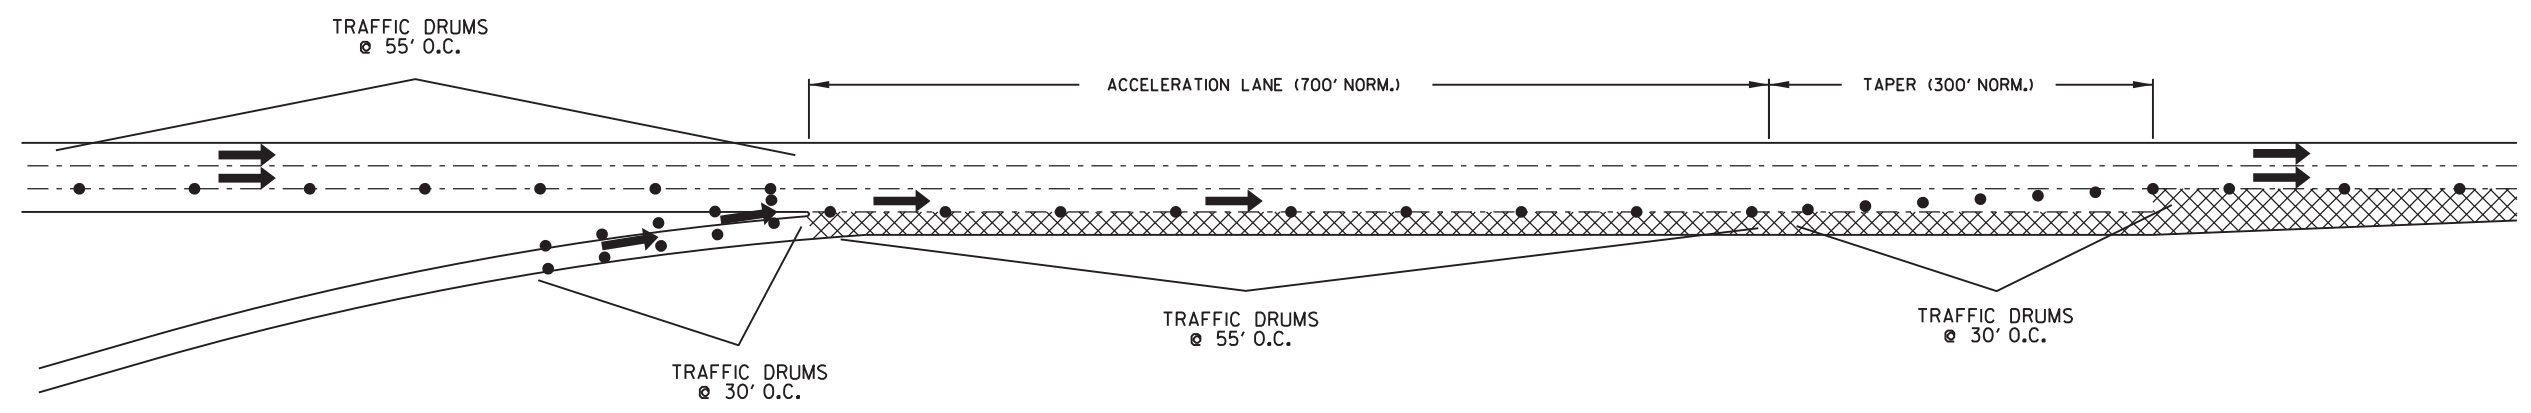 TRAFFIC DRUMS
@ 55' O.C.
ACCELERATION LANE (700' NORM.)
TAPER (300' NORM.)
TRAFFIC DRUMS
@ 55' O.C.
TRAFFIC DRUMS
@ 30' O.C.
TRAFFIC DRUMS
@ 30' O.C.